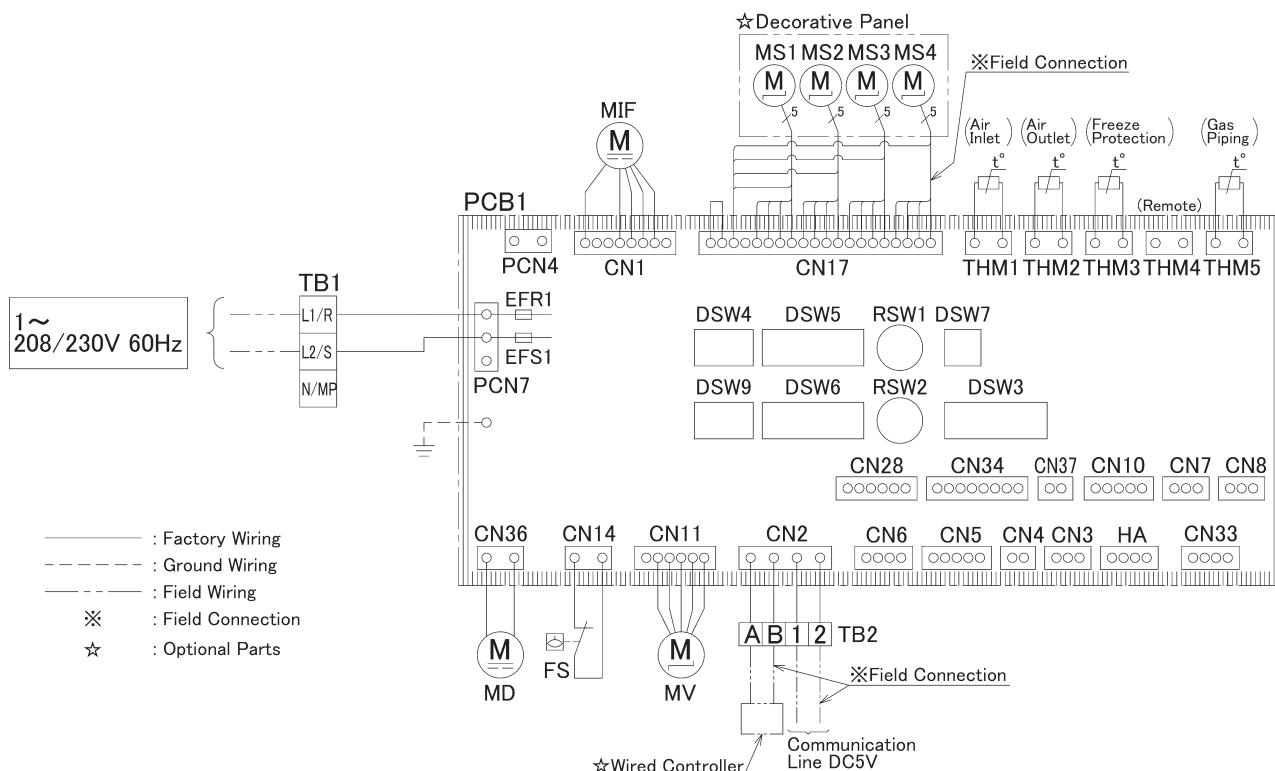 ☆Decorative Panel
MS1 MS2 MS3 MS4
M M M M
5 5 5 5
※Field Connection
MIF
M
(Air Inlet)
(Air Outlet)
(Freeze Protection)
(Gas Piping)
t° t° t° t°
(Remote)
PCB1
PCN4
CN1
CN17
THM1 THM2 THM3 THM4 THM5
TB1
L1/R
L2/S
N/MP
1～
208/230V 60Hz
EFR1
EFS1
PCN7
DSW4 DSW5 RSW1 DSW7
DSW9 DSW6 RSW2 DSW3
CN28 CN34 CN37 CN10 CN7 CN8
CN36 CN14 CN11 CN2 CN6 CN5 CN4 CN3 HA CN33
: Factory Wiring
: Ground Wiring
: Field Wiring
※ : Field Connection
☆ : Optional Parts
M
MD
FS
M
MV
A B 1 2 TB2
※Field Connection
☆Wired Controller
Communication
Line DC5V